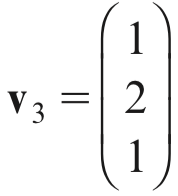 v₃ = (1
2
1)